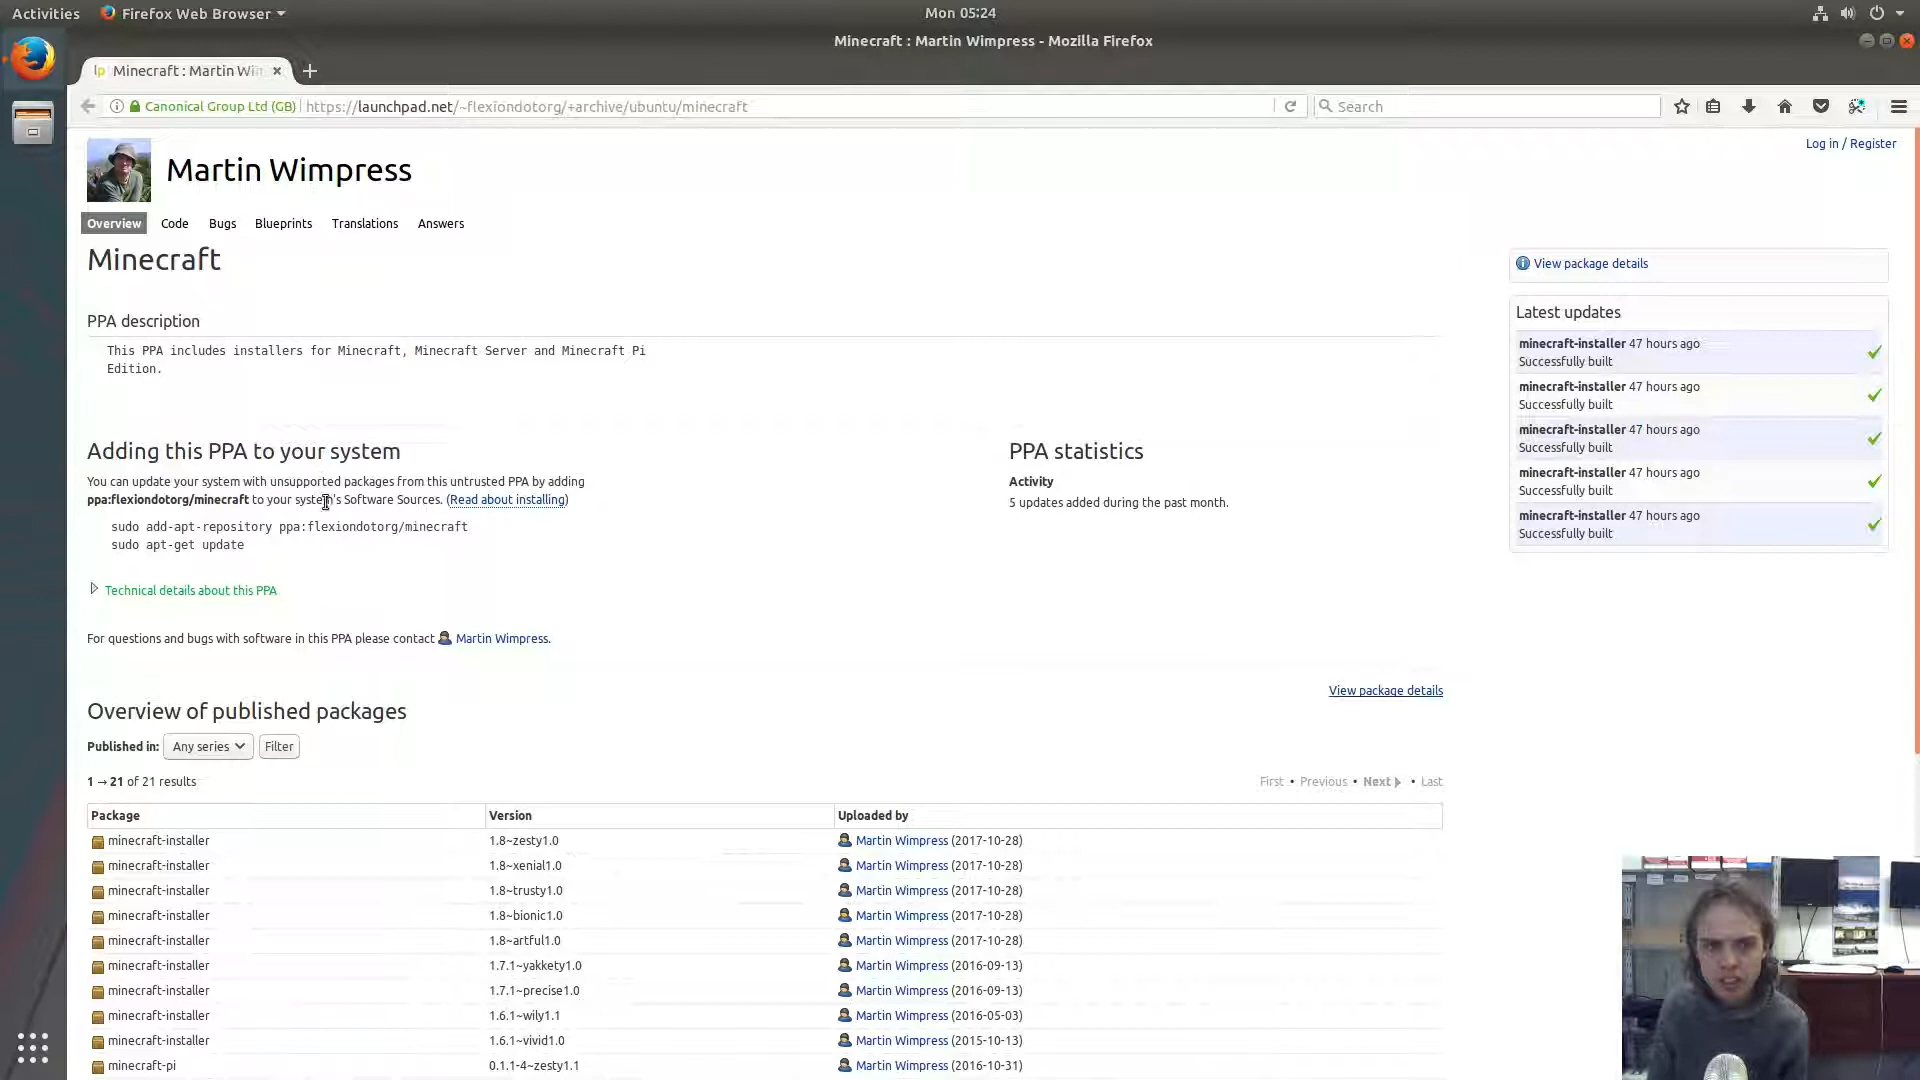 Activities
Firefox Web Browser
Mon 05:24
Minecraft : Martin Wimpress - Mozilla Firefox
lp Minecraft : Martin Wim
Canonical Group Ltd (GB)
https://launchpad.net/~flexiondotorg/+archive/ubuntu/minecraft
Search
Log in / Register
Martin Wimpress
Overview
Code
Bugs
Blueprints
Translations
Answers
Minecraft
View package details
PPA description
This PPA includes installers for Minecraft, Minecraft Server and Minecraft Pi
Edition.
Latest updates
minecraft-installer 47 hours ago
Successfully built
minecraft-installer 47 hours ago
Successfully built
minecraft-installer 47 hours ago
Successfully built
minecraft-installer 47 hours ago
Successfully built
minecraft-installer 47 hours ago
Successfully built
Adding this PPA to your system
You can update your system with unsupported packages from this untrusted PPA by adding
ppa:flexiondotorg/minecraft to your system's Software Sources. (Read about installing)
sudo add-apt-repository ppa:flexiondotorg/minecraft
sudo apt-get update
Technical details about this PPA
For questions and bugs with software in this PPA please contact Martin Wimpress.
PPA statistics
Activity
5 updates added during the past month.
View package details
Overview of published packages
Published in: Any series Filter
1 → 21 of 21 results
First • Previous • Next • Last
Package Version Uploaded by
minecraft-installer 1.8~zesty1.0 Martin Wimpress (2017-10-28)
minecraft-installer 1.8~xenial1.0 Martin Wimpress (2017-10-28)
minecraft-installer 1.8~trusty1.0 Martin Wimpress (2017-10-28)
minecraft-installer 1.8~bionic1.0 Martin Wimpress (2017-10-28)
minecraft-installer 1.8~artful1.0 Martin Wimpress (2017-10-28)
minecraft-installer 1.7.1~yakkety1.0 Martin Wimpress (2016-09-13)
minecraft-installer 1.7.1~precise1.0 Martin Wimpress (2016-09-13)
minecraft-installer 1.6.1~wily1.1 Martin Wimpress (2016-05-03)
minecraft-installer 1.6.1~vivid1.0 Martin Wimpress (2015-10-13)
minecraft-pi 0.1.1-4~zesty1.1 Martin Wimpress (2016-10-31)